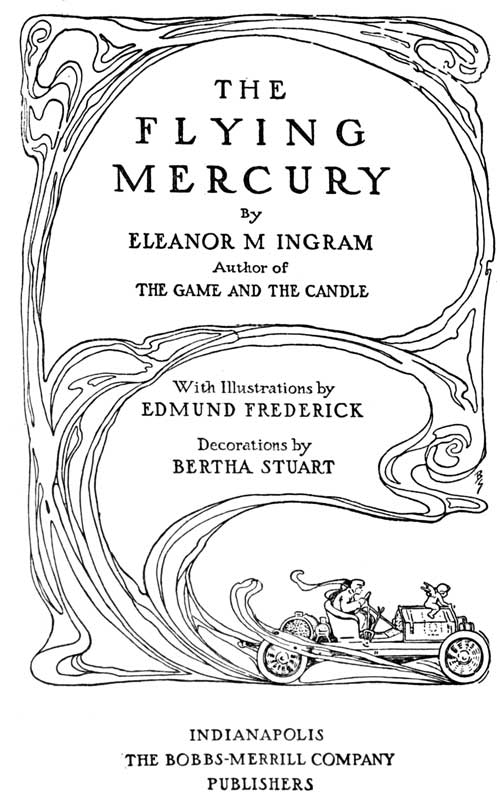 THE
FLYING
MERCURY
By
ELEANOR M INGRAM
Author of
THE GAME AND THE CANDLE
With Illustrations by
EDMUND FREDERICK
Decorations by
BERTHA STUART
BS
INDIANAPOLIS
THE BOBBS-MERRILL COMPANY
PUBLISHERS